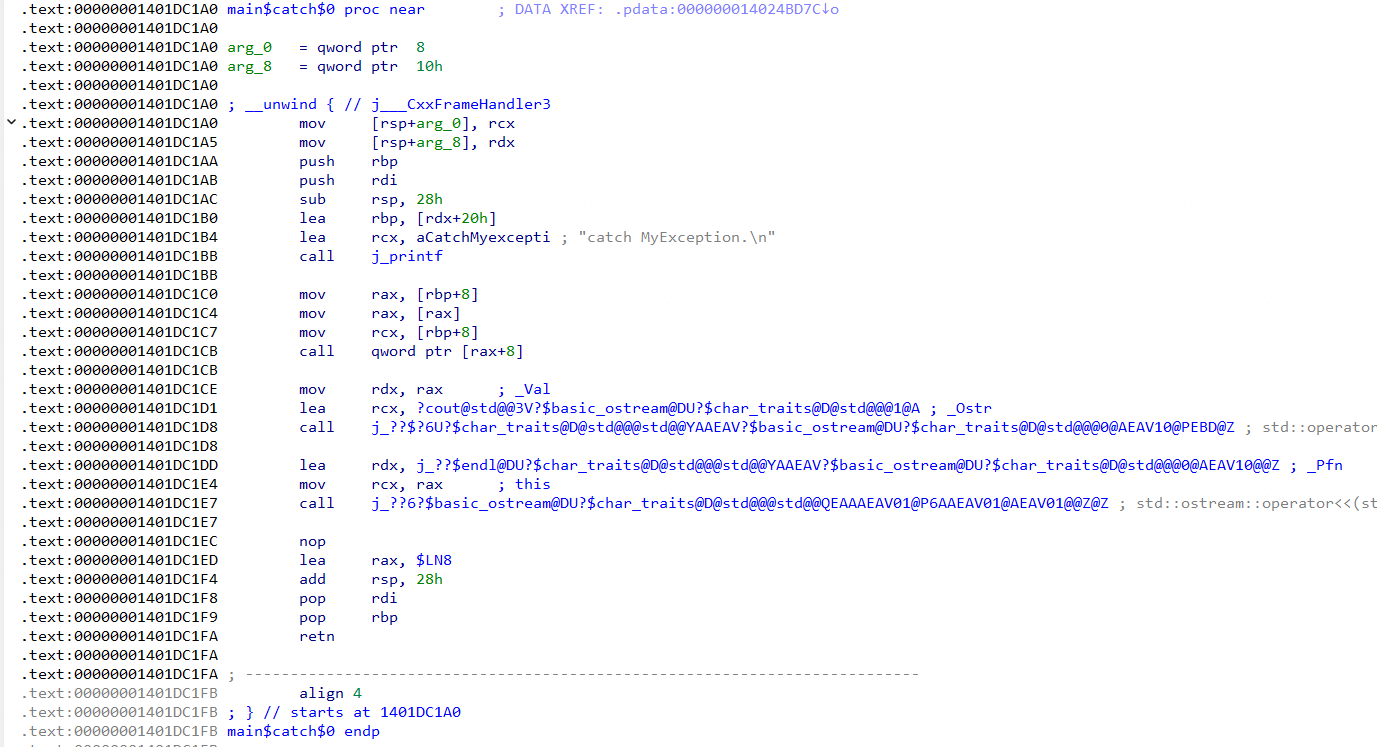 .text:00000001401DC1A0 main$catch$0 proc near ; DATA XREF: .pdata:000000014024BD7C↓o
.text:00000001401DC1A0
.text:00000001401DC1A0 arg_0 = qword ptr 8
.text:00000001401DC1A0 arg_8 = qword ptr 10h
.text:00000001401DC1A0
.text:00000001401DC1A0 ; __unwind { // j___CxxFrameHandler3
.text:00000001401DC1A0 mov [rsp+arg_0], rcx
.text:00000001401DC1A5 mov [rsp+arg_8], rdx
.text:00000001401DC1AA push rbp
.text:00000001401DC1AB push rdi
.text:00000001401DC1AC sub rsp, 28h
.text:00000001401DC1B0 lea rbp, [rdx+20h]
.text:00000001401DC1B4 lea rcx, aCatchMyexcepti ; "catch MyException.\n"
.text:00000001401DC1BB call j_printf
.text:00000001401DC1BB
.text:00000001401DC1C0 mov rax, [rbp+8]
.text:00000001401DC1C4 mov rax, [rax]
.text:00000001401DC1C7 mov rcx, [rbp+8]
.text:00000001401DC1CB call qword ptr [rax+8]
.text:00000001401DC1CB
.text:00000001401DC1CE mov rdx, rax ; _Val
.text:00000001401DC1D1 lea rcx, ?cout@std@@3V?$basic_ostream@DU?$char_traits@D@std@@@1@A ; _Ostr
.text:00000001401DC1D8 call j_??$?6U?$char_traits@D@std@@@std@@YAAEAV?$basic_ostream@DU?$char_traits@D@std@@@0@AEAV10@PEBD@Z ; std::operator
.text:00000001401DC1D8
.text:00000001401DC1DD lea rdx, j_??$endl@DU?$char_traits@D@std@@@std@@YAAEAV?$basic_ostream@DU?$char_traits@D@std@@@0@AEAV10@@Z ; _Pfn
.text:00000001401DC1E4 mov rcx, rax ; this
.text:00000001401DC1E7 call j_??6?$basic_ostream@DU?$char_traits@D@std@@@std@@QEAAAEAV01@P6AAEAV01@AEAV01@@Z@Z ; std::ostream::operator<<(st
.text:00000001401DC1E7
.text:00000001401DC1EC nop
.text:00000001401DC1ED lea rax, $LN8
.text:00000001401DC1F4 add rsp, 28h
.text:00000001401DC1F8 pop rdi
.text:00000001401DC1F9 pop rbp
.text:00000001401DC1FA retn
.text:00000001401DC1FA
.text:00000001401DC1FA ; ---------------------------------------------------------------------------
.text:00000001401DC1FB align 4
.text:00000001401DC1FB ; } // starts at 1401DC1A0
.text:00000001401DC1FB main$catch$0 endp